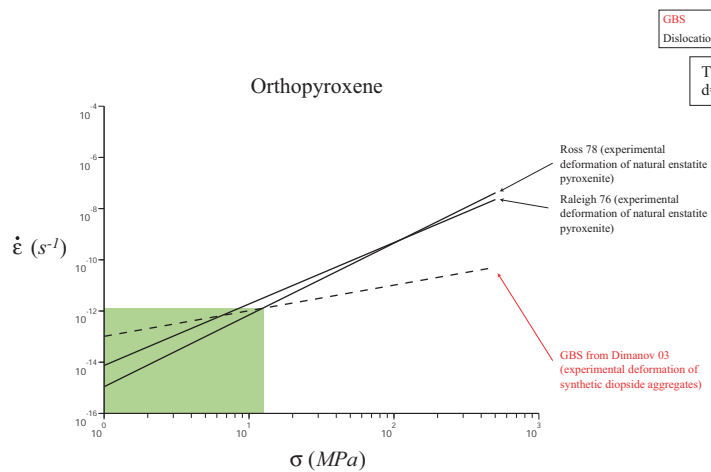 GBS
Dislocation
Orthopyroxene
10^-4
10^-6
10^-8
10^-10
10^-12
10^-14
10^-16
ε̇ (s^-1)
10^0
10^1
10^2
10^3
σ (MPa)
Ross 78 (experimental
deformation of natural enstatite
pyroxenite)
Raleigh 76 (experimental
deformation of natural enstatite
pyroxenite)
GBS from Dimanov 03
(experimental deformation of
synthetic diopside aggregates)